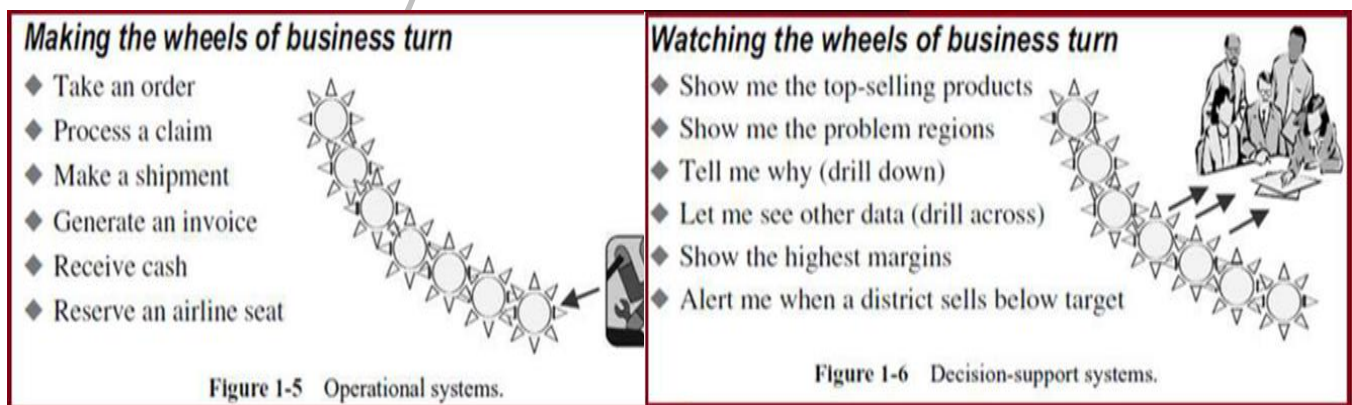 Making the wheels of business turn
◆ Take an order
◆ Process a claim
◆ Make a shipment
◆ Generate an invoice
◆ Receive cash
◆ Reserve an airline seat
Figure 1-5 Operational systems.
Watching the wheels of business turn
◆ Show me the top-selling products
◆ Show me the problem regions
◆ Tell me why (drill down)
◆ Let me see other data (drill across)
◆ Show the highest margins
◆ Alert me when a district sells below target
Figure 1-6 Decision-support systems.